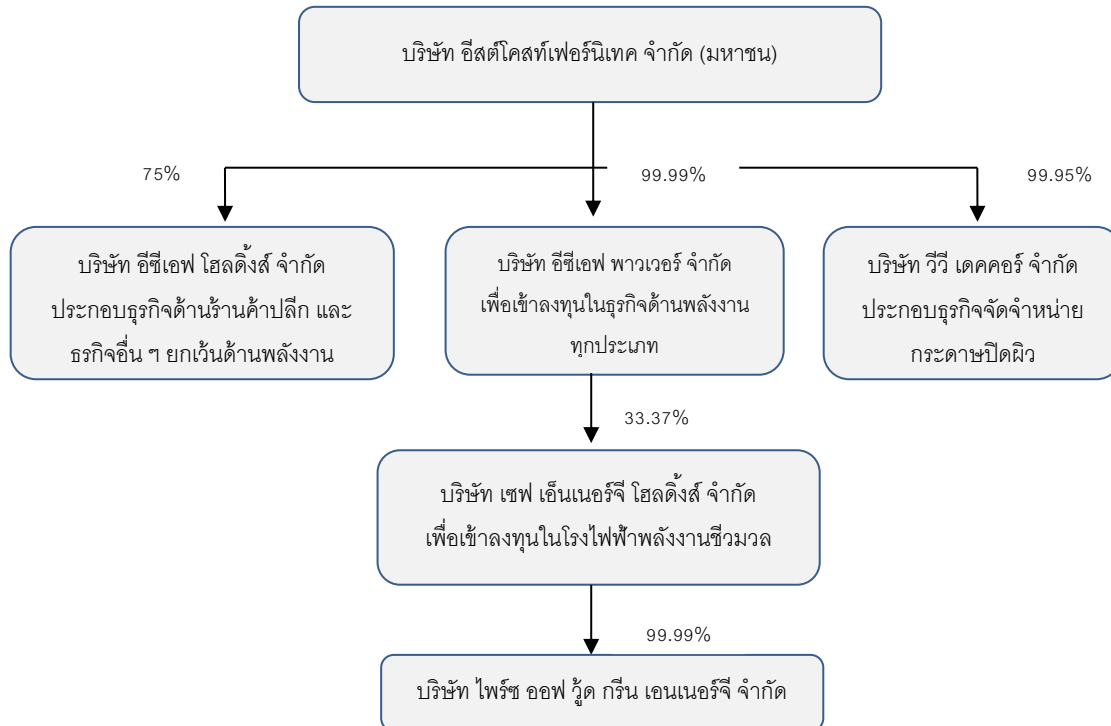 บริษัท อีสต์โคสท์เฟอร์นิเทค จำกัด (มหาชน)
75%
99.99%
99.95%
บริษัท อีซีเอฟ โฮลดิ้งส์ จำกัด
ประกอบธุรกิจด้านร้านค้าปลีก และ
ธุรกิจอื่น ๆ ยกเว้นด้านพลังงาน
บริษัท อีซีเอฟ พาวเวอร์ จำกัด
เพื่อเข้าลงทุนในธุรกิจด้านพลังงาน
ทุกประเภท
บริษัท วีวี เดคคอร์ จำกัด
ประกอบธุรกิจจัดจำหน่าย
กระดาษปิดผิว
33.37%
บริษัท เซฟ เอ็นเนอร์จี โฮลดิ้งส์ จำกัด
เพื่อเข้าลงทุนในโรงไฟฟ้าพลังงานชีวมวล
99.99%
บริษัท ไพร์ซ ออฟ วู้ด กรีน เอนเนอร์จี จำกัด